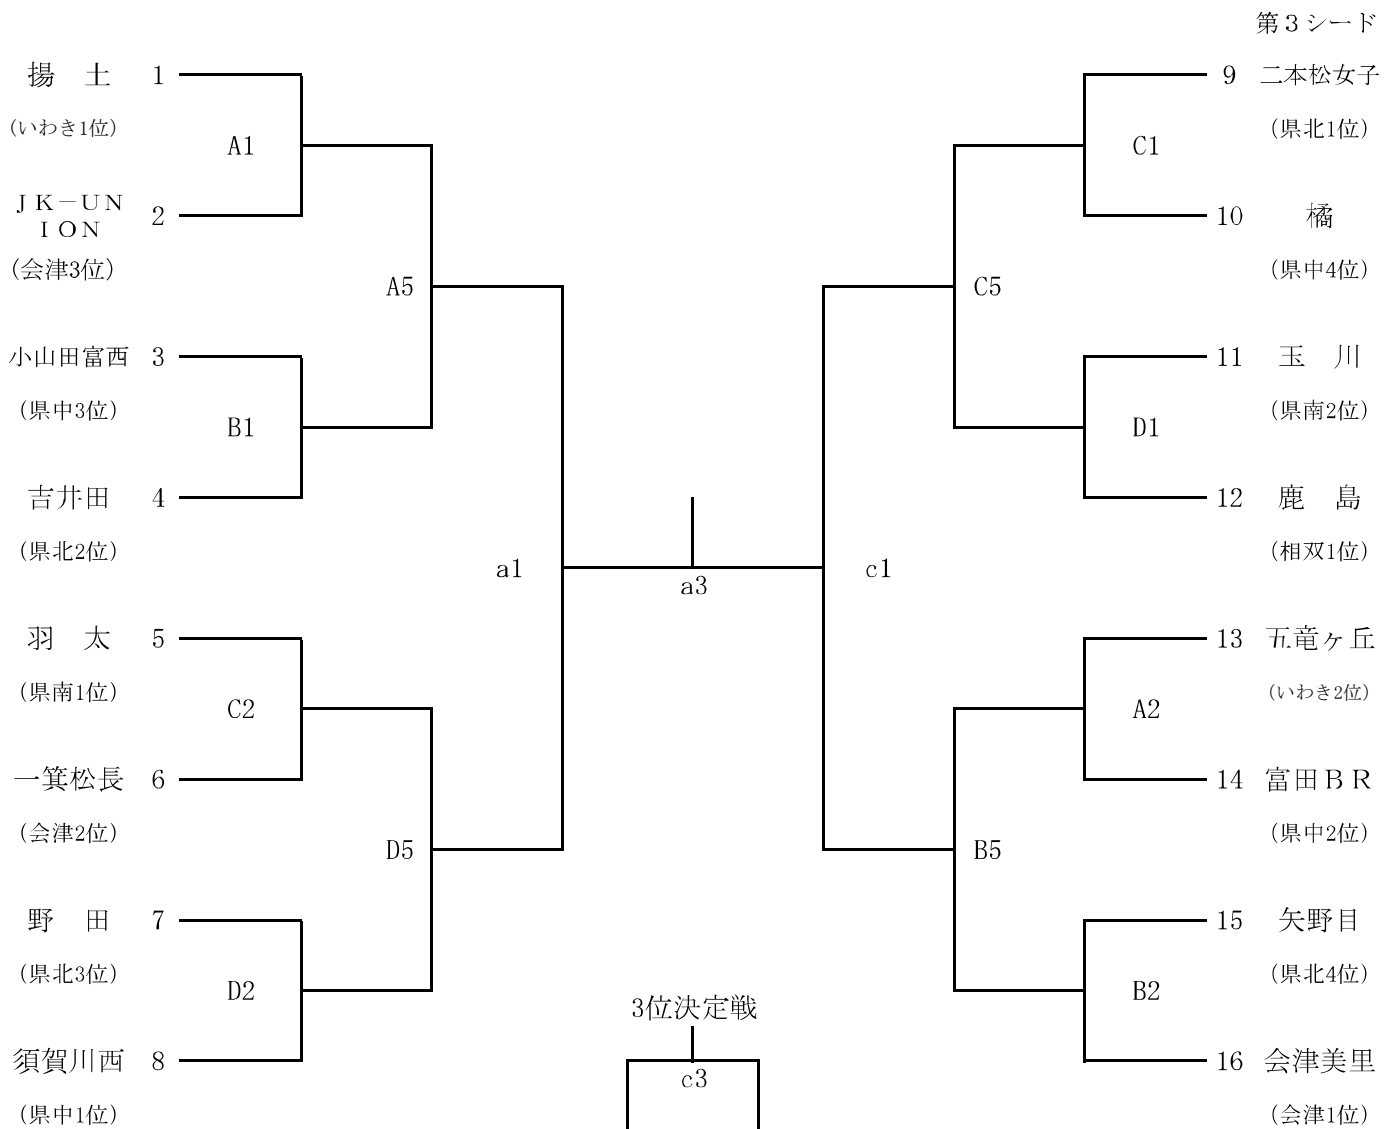 第３シード
揚　土 1
(いわき1位)
A1
ＪＫ－ＵＮ
ＩＯＮ
2
(会津3位)
A5
小山田富西 3
(県中3位)
B1
吉井田 4
(県北2位)
a1
羽　太 5
(県南1位)
C2
一箕松長 6
(会津2位)
D5
野　田 7
(県北3位)
D2
須賀川西 8
(県中1位)
a3
3位決定戦
c3
9 二本松女子
(県北1位)
C1
10 橘
(県中4位)
C5
11 玉　川
(県南2位)
D1
12 鹿　島
(相双1位)
c1
13 五竜ヶ丘
(いわき2位)
A2
14 富田ＢＲ
(県中2位)
B5
15 矢野目
(県北4位)
B2
16 会津美里
(会津1位)